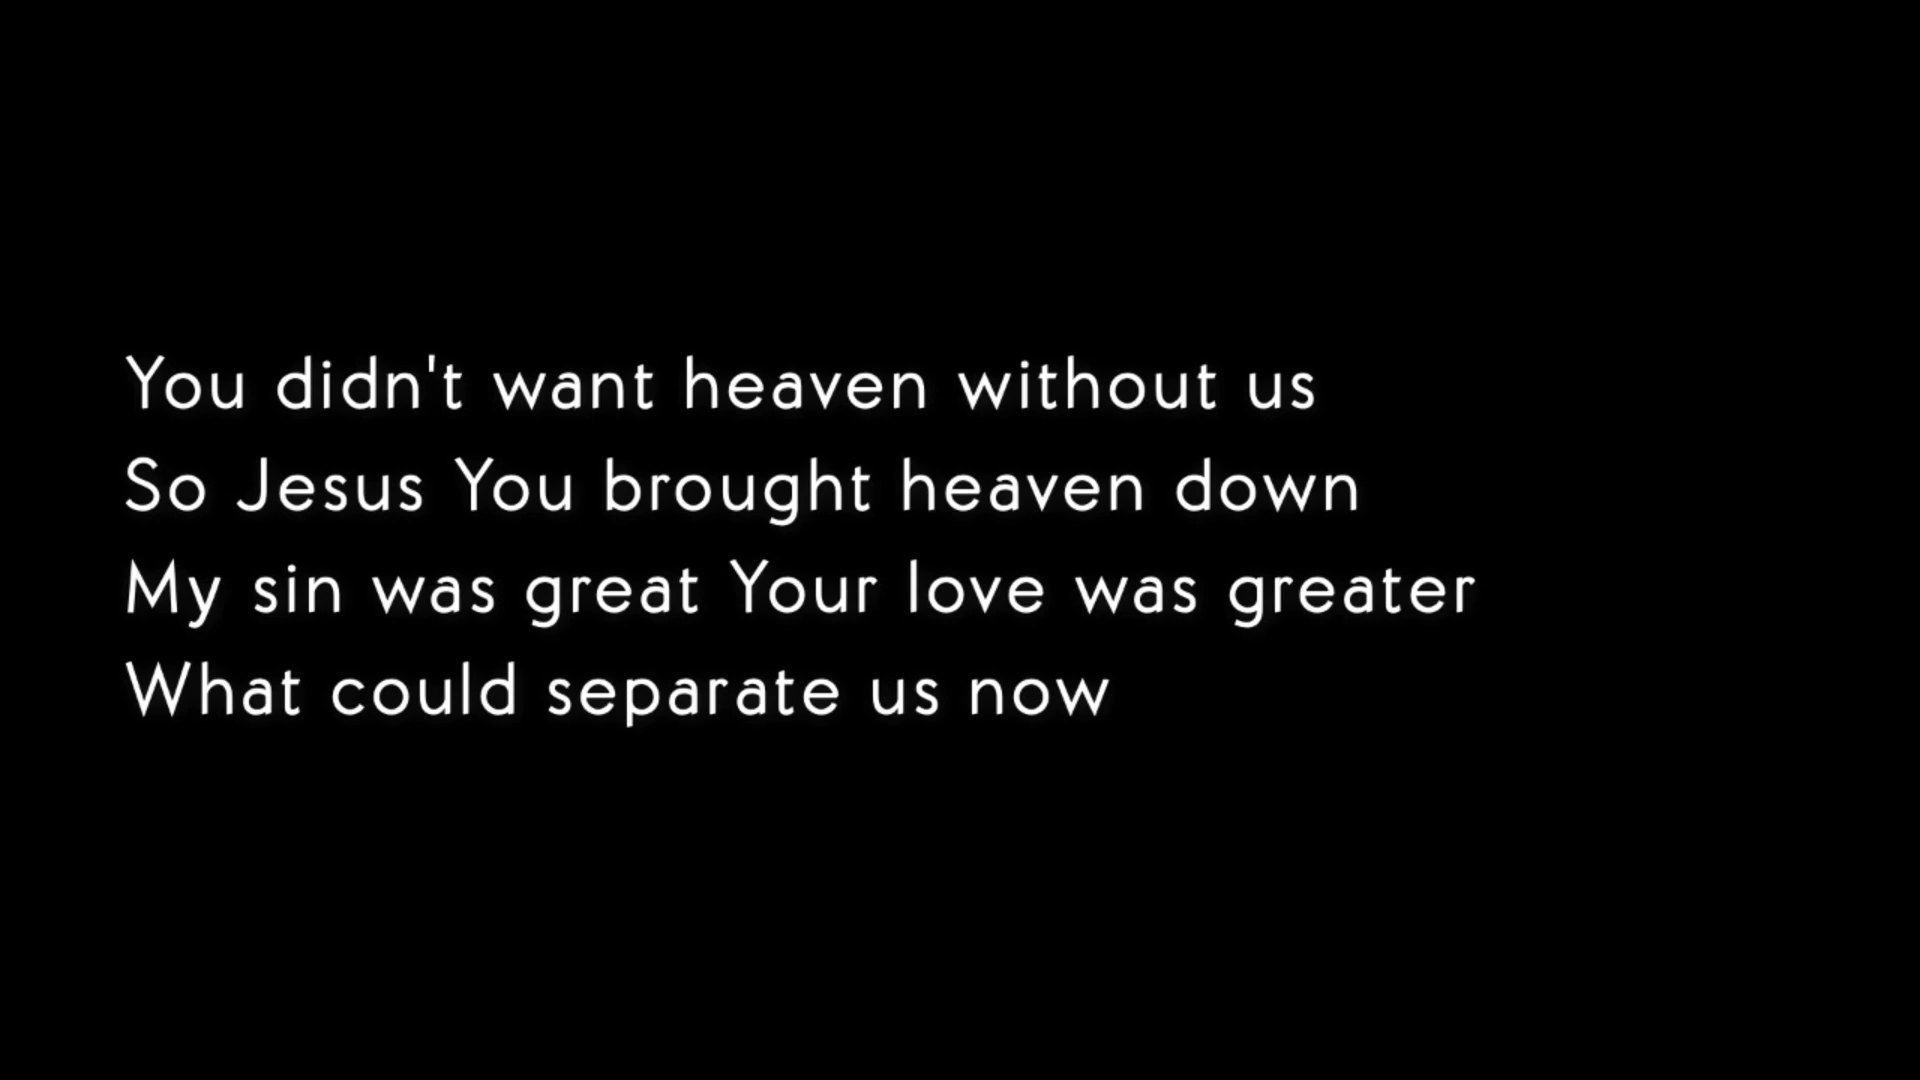 You didn't want heaven without us
So Jesus You brought heaven down
My sin was great Your love was greater
What could separate us now